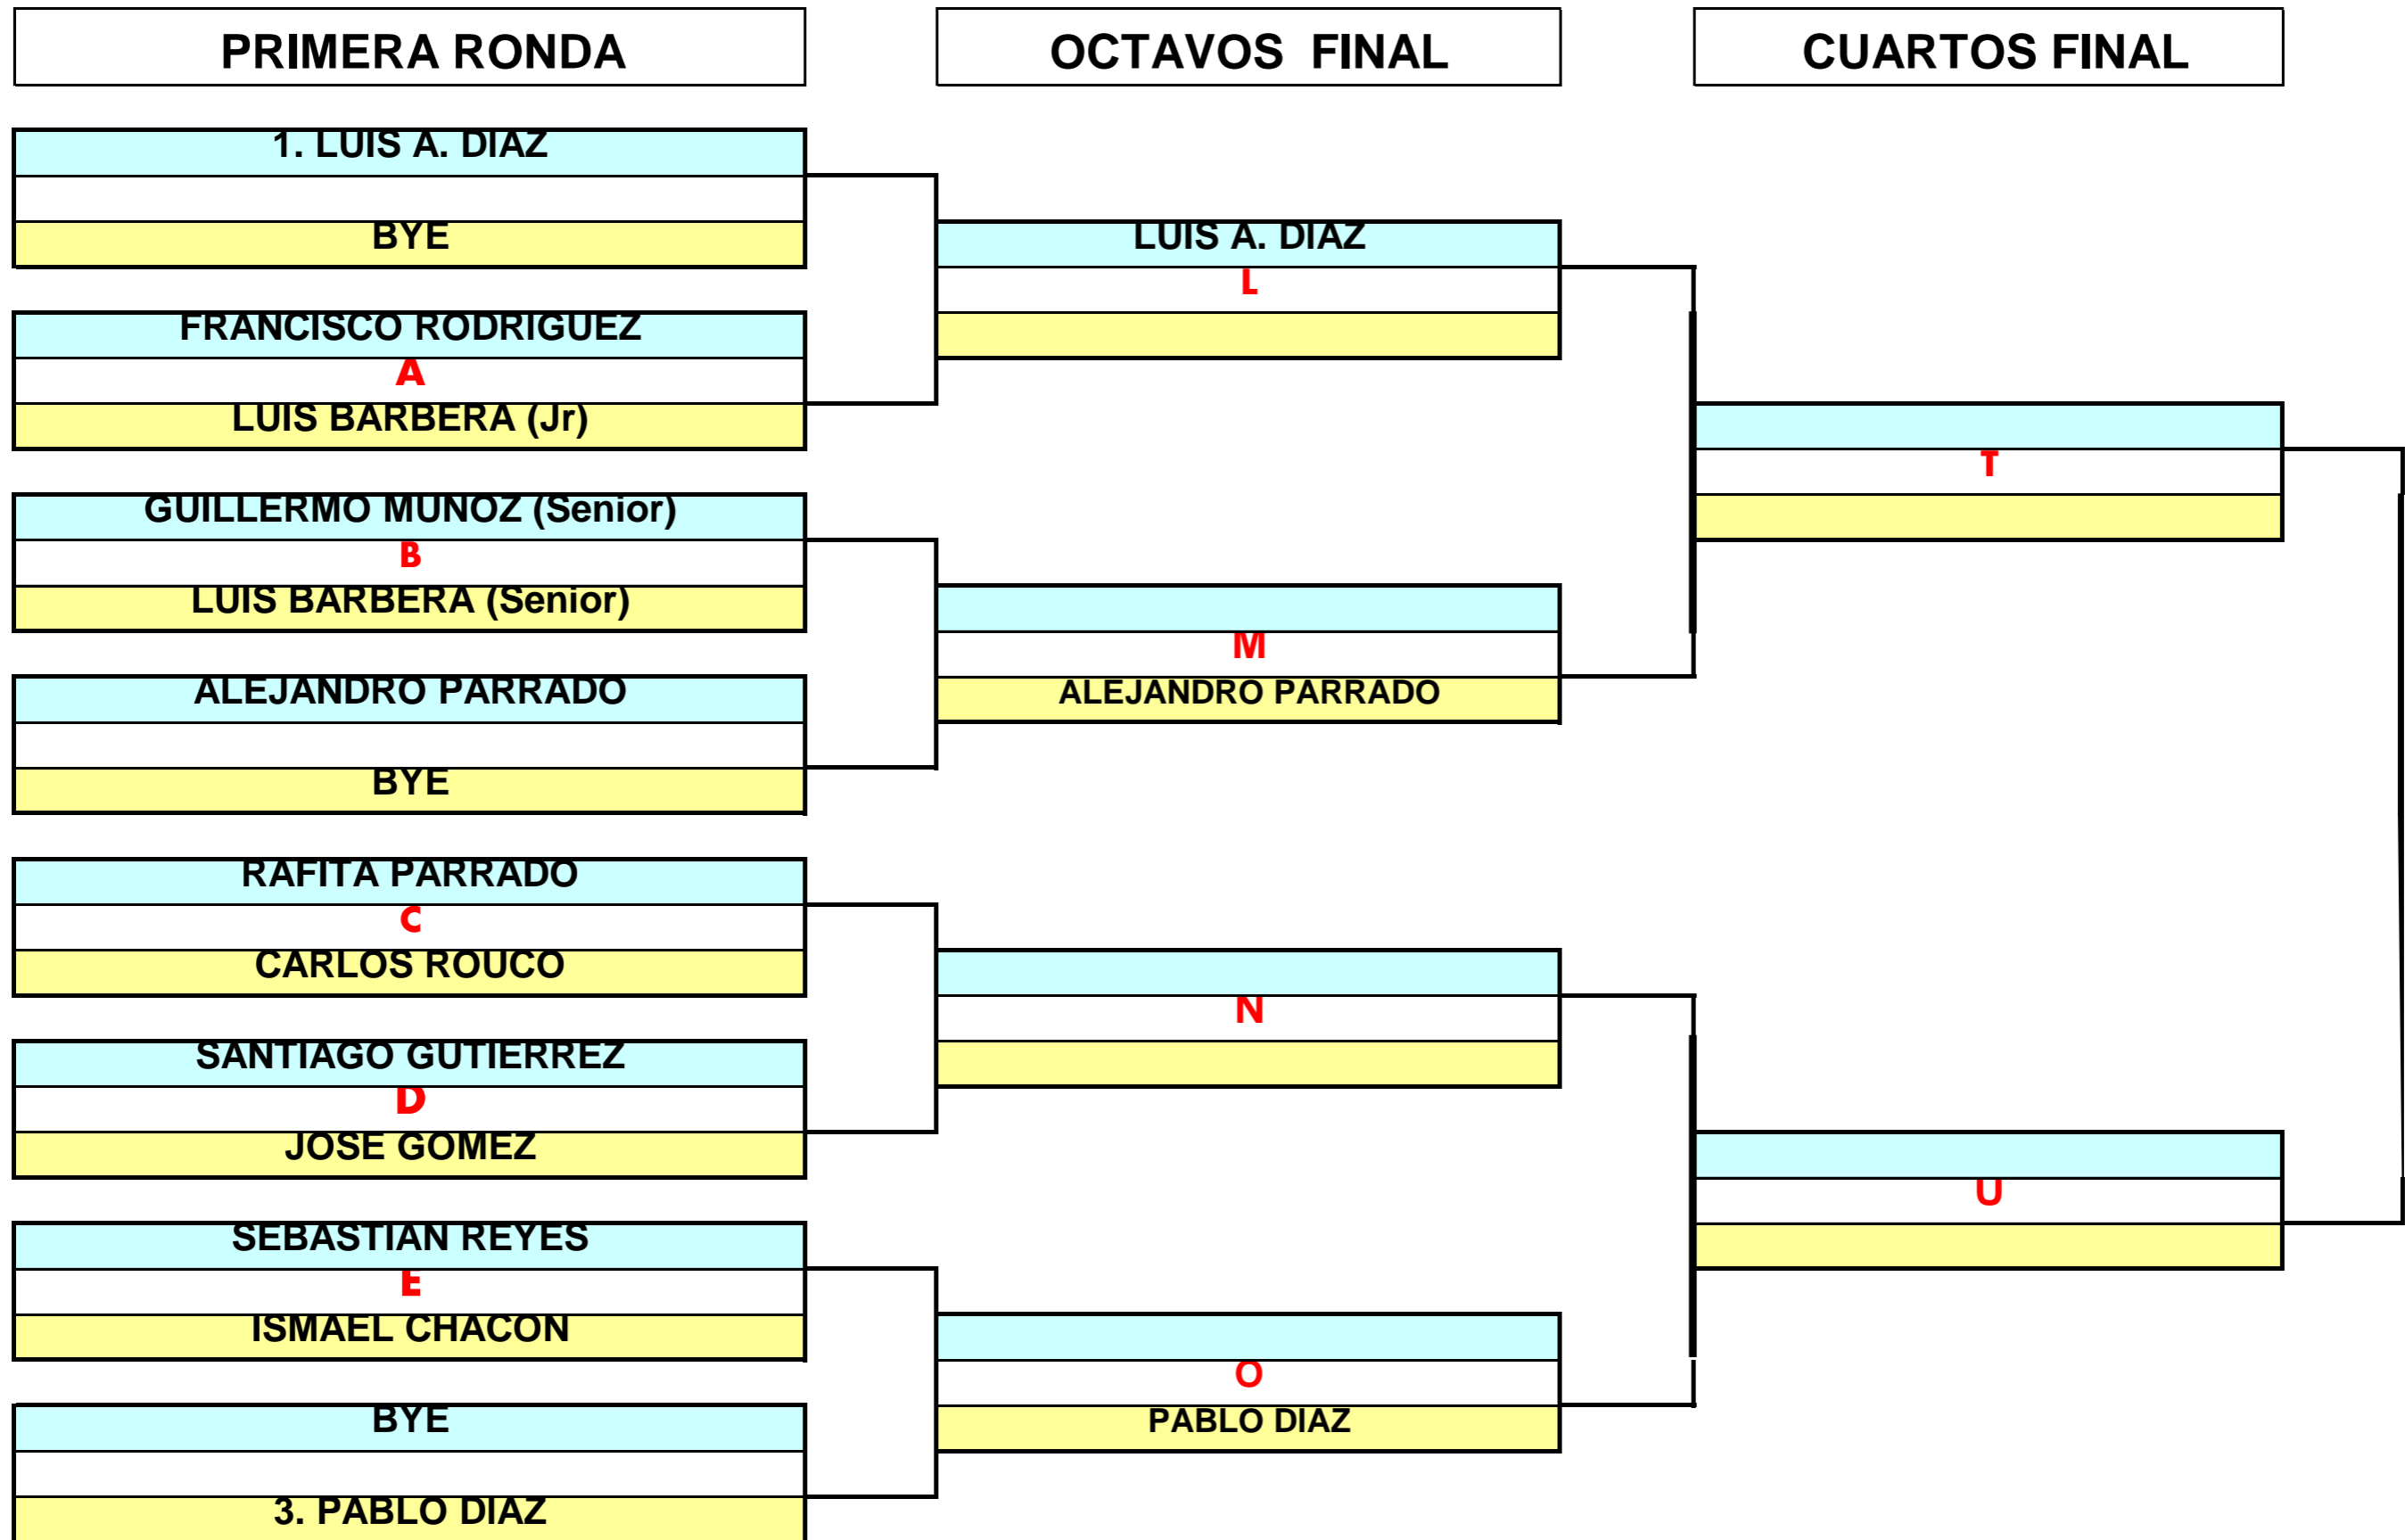 PRIMERA RONDA
OCTAVOS FINAL
CUARTOS FINAL
1. LUIS A. DIAZ
BYE
FRANCISCO RODRIGUEZ
A
LUIS BARBERA (Jr)
GUILLERMO MUÑOZ (Senior)
B
LUIS BARBERA (Senior)
ALEJANDRO PARRADO
BYE
RAFITA PARRADO
C
CARLOS ROUCO
SANTIAGO GUTIERREZ
D
JOSE GOMEZ
SEBASTIAN REYES
E
ISMAEL CHACON
BYE
3. PABLO DIAZ
LUIS A. DIAZ
L
M
ALEJANDRO PARRADO
N
O
PABLO DIAZ
T
U